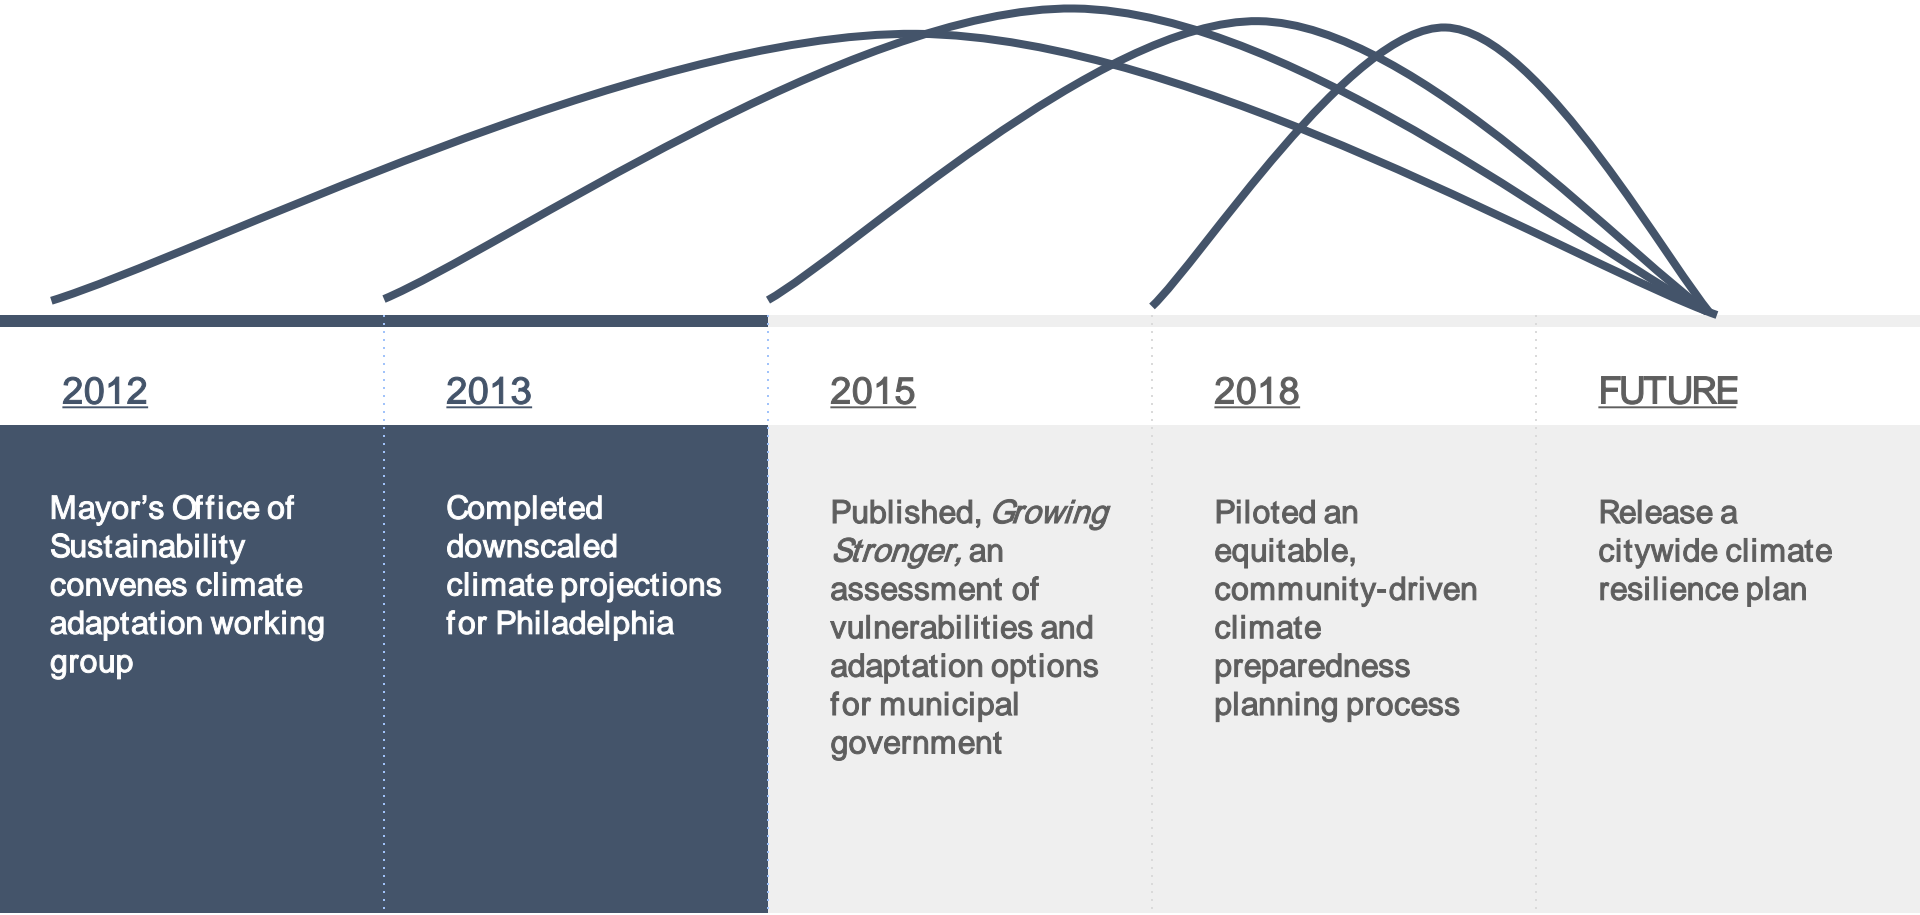 2012
Mayor’s Office of
Sustainability
convenes climate
adaptation working
group
2013
Completed
downscaled
climate projections
for Philadelphia
2015
Published, Growing
Stronger, an
assessment of
vulnerabilities and
adaptation options
for municipal
government
2018
Piloted an
equitable,
community-driven
climate
preparedness
planning process
FUTURE
Release a
citywide climate
resilience plan